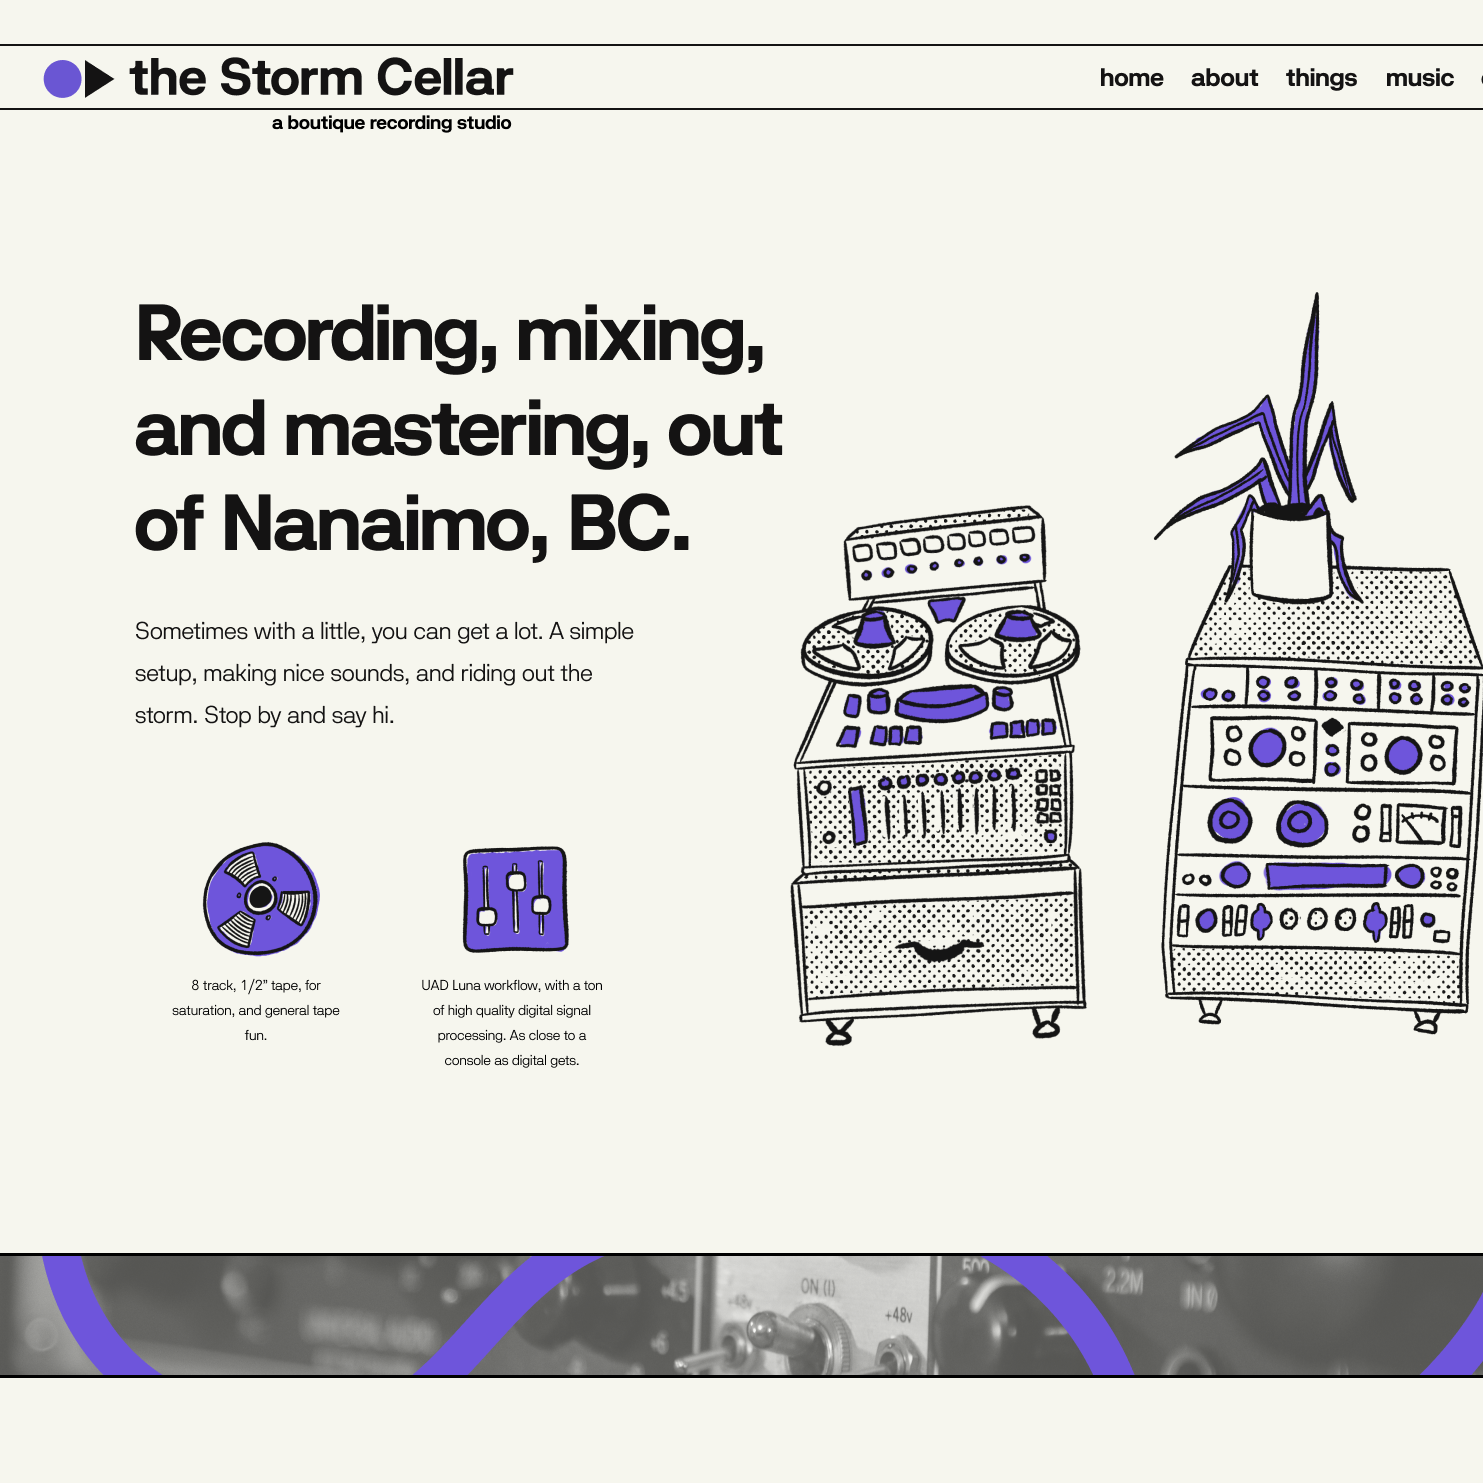 the Storm Cellar
home about things music
a boutique recording studio
Recording, mixing,
and mastering, out
of Nanaimo, BC.
Sometimes with a little, you can get a lot. A simple
setup, making nice sounds, and riding out the
storm. Stop by and say hi.
8 track, 1/2” tape, for
saturation, and general tape
fun.
UAD Luna workflow, with a ton
of high quality digital signal
processing. As close to a
console as digital gets.
500
2.2M
ON (I)
+48v